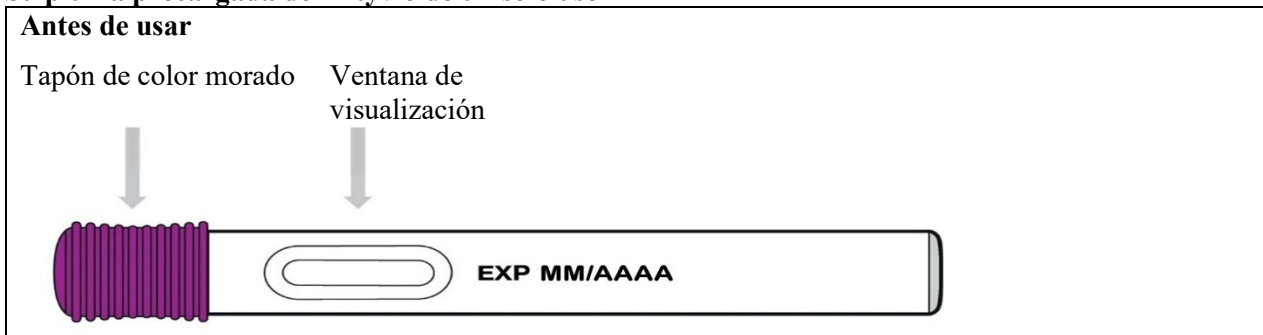 Antes de usar
Tapón de color morado
Ventana de
visualización
EXP MM/AAAA